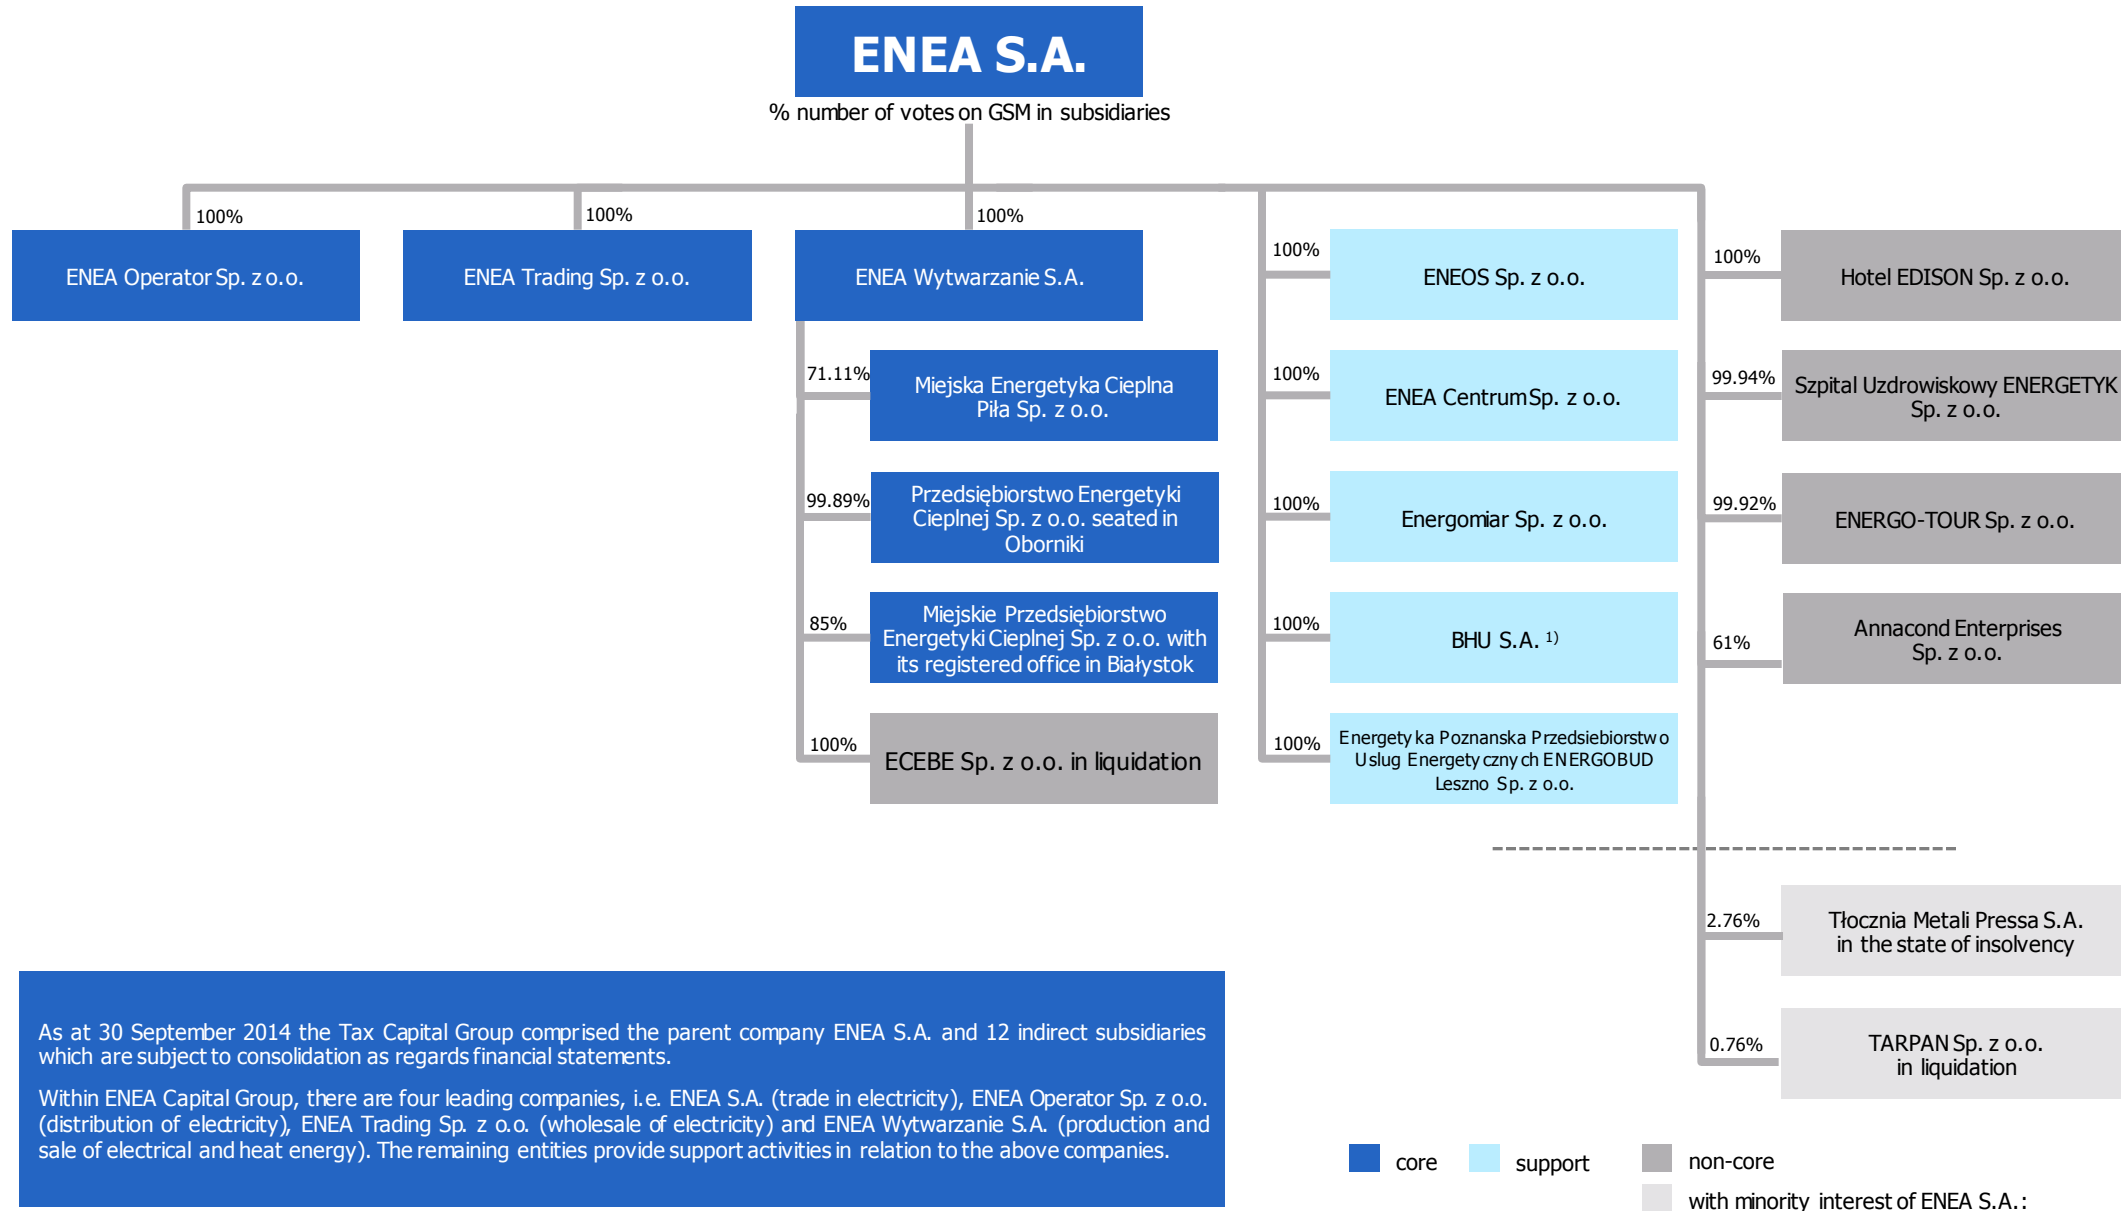 ENEA S.A.
% number of votes on GSM in subsidiaries
100%
100%
100%
ENEA Operator Sp. z o.o.
ENEA Trading Sp. z o.o.
ENEA Wytwarzanie S.A.
71.11%
Miejska Energetyka Cieplna
Piła Sp. z o.o.
99.89%
Przedsiębiorstwo Energetyki
Cieplnej Sp. z o.o. seated in
Oborniki
85%
Miejskie Przedsiębiorstwo
Energetyki Cieplnej Sp. z o.o. with
its registered office in Białystok
100%
ECEBE Sp. z o.o. in liquidation
100%
ENEOS Sp. z o.o.
100%
ENEA Centrum Sp. z o.o.
100%
Energomiar Sp. z o.o.
100%
BHU S.A. 1)
100%
Energetyka Poznanska Przedsiebiorstwo
Uslug Energetycznych ENERGOBUD
Leszno Sp. z o.o.
100%
Hotel EDISON Sp. z o.o.
99.94%
Szpital Uzdrowiskowy ENERGETYK
Sp. z o.o.
99.92%
ENERGO-TOUR Sp. z o.o.
61%
Annacond Enterprises
Sp. z o.o.
2.76%
Tłocznia Metali Pressa S.A.
in the state of insolvency
0.76%
TARPAN Sp. z o.o.
in liquidation
As at 30 September 2014 the Tax Capital Group comprised the parent company ENEA S.A. and 12 indirect subsidiaries
which are subject to consolidation as regards financial statements.
Within ENEA Capital Group, there are four leading companies, i.e. ENEA S.A. (trade in electricity), ENEA Operator Sp. z o.o.
(distribution of electricity), ENEA Trading Sp. z o.o. (wholesale of electricity) and ENEA Wytwarzanie S.A. (production and
sale of electrical and heat energy). The remaining entities provide support activities in relation to the above companies.
core
support
non-core
with minority interest of ENEA S.A.: